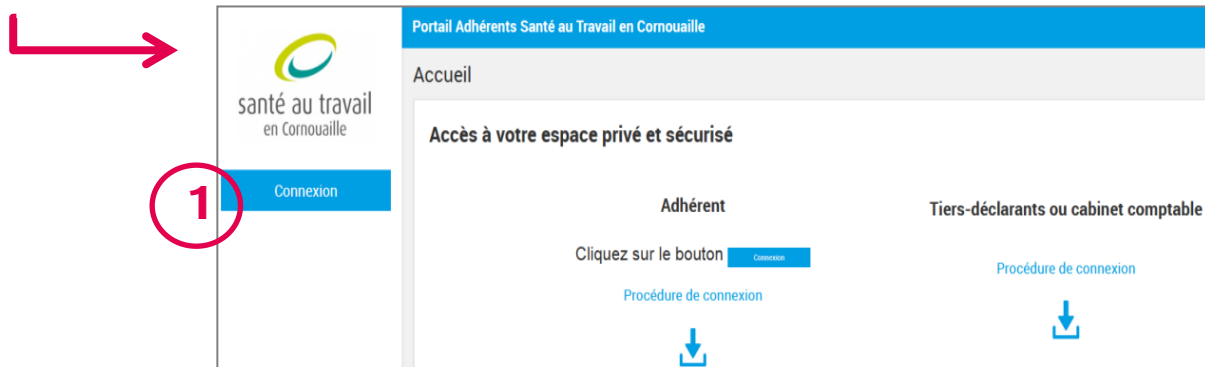 Portail Adhérents Santé au Travail en Cornouaille
santé au travail
en Cornouaille
Accueil
Accès à votre espace privé et sécurisé
1
Connexion
Adhérent
Tiers-déclarants ou cabinet comptable
Cliquez sur le bouton Connexion
Procédure de connexion
Procédure de connexion